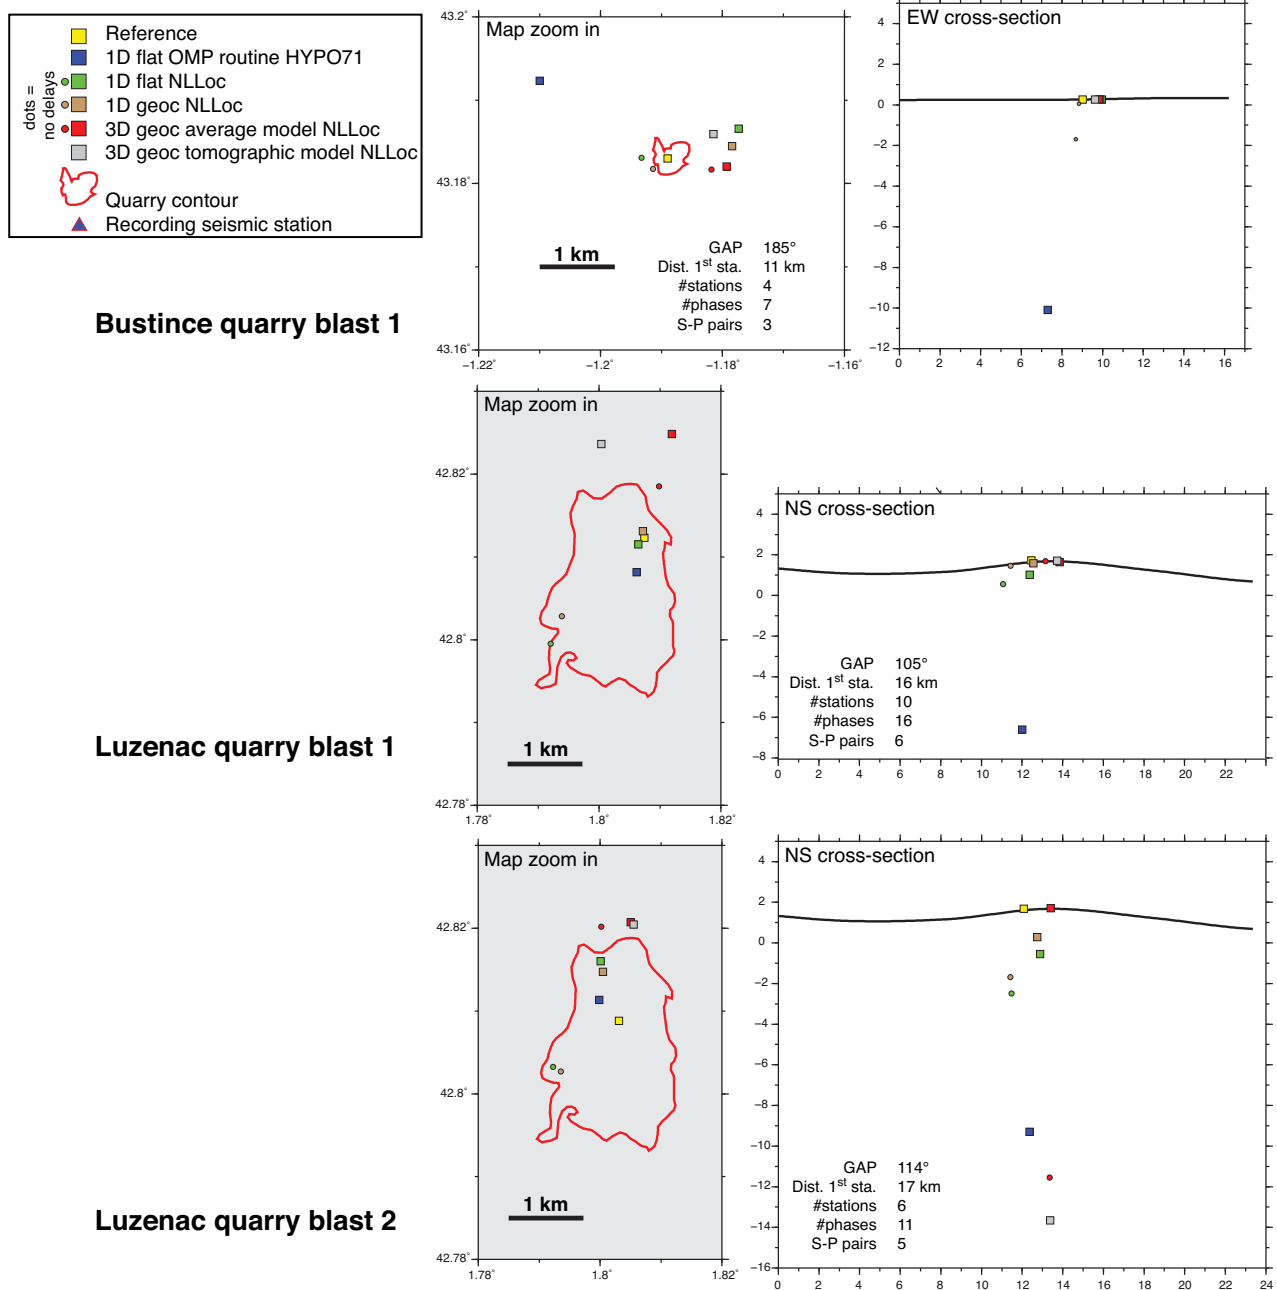 Reference
1D flat OMP routine HYPO71
1D flat NLLoc
1D geoc NLLoc
3D geoc average model NLLoc
3D geoc tomographic model NLLoc
dots =
no delays
Quarry contour
Recording seismic station
Bustince quarry blast 1
Map zoom in
43.2°
43.18°
43.16°
−1.22° −1.2° −1.18° −1.16°
1 km
GAP 185°
Dist. 1st sta. 11 km
#stations 4
#phases 7
S-P pairs 3
EW cross-section
4
2
0
−2
−4
−6
−8
−10
−12
0 2 4 6 8 10 12 14 16
Luzenac quarry blast 1
Map zoom in
42.82°
42.8°
42.78°
1.78° 1.8° 1.82°
1 km
NS cross-section
4
2
0
−2
−4
−6
−8
0 2 4 6 8 10 12 14 16 18 20 22
GAP 105°
Dist. 1st sta. 16 km
#stations 10
#phases 16
S-P pairs 6
Luzenac quarry blast 2
Map zoom in
42.82°
42.8°
42.78°
1.78° 1.8° 1.82°
1 km
NS cross-section
4
2
0
−2
−4
−6
−8
−10
−12
−14
−16
0 2 4 6 8 10 12 14 16 18 20 22 24
GAP 114°
Dist. 1st sta. 17 km
#stations 6
#phases 11
S-P pairs 5